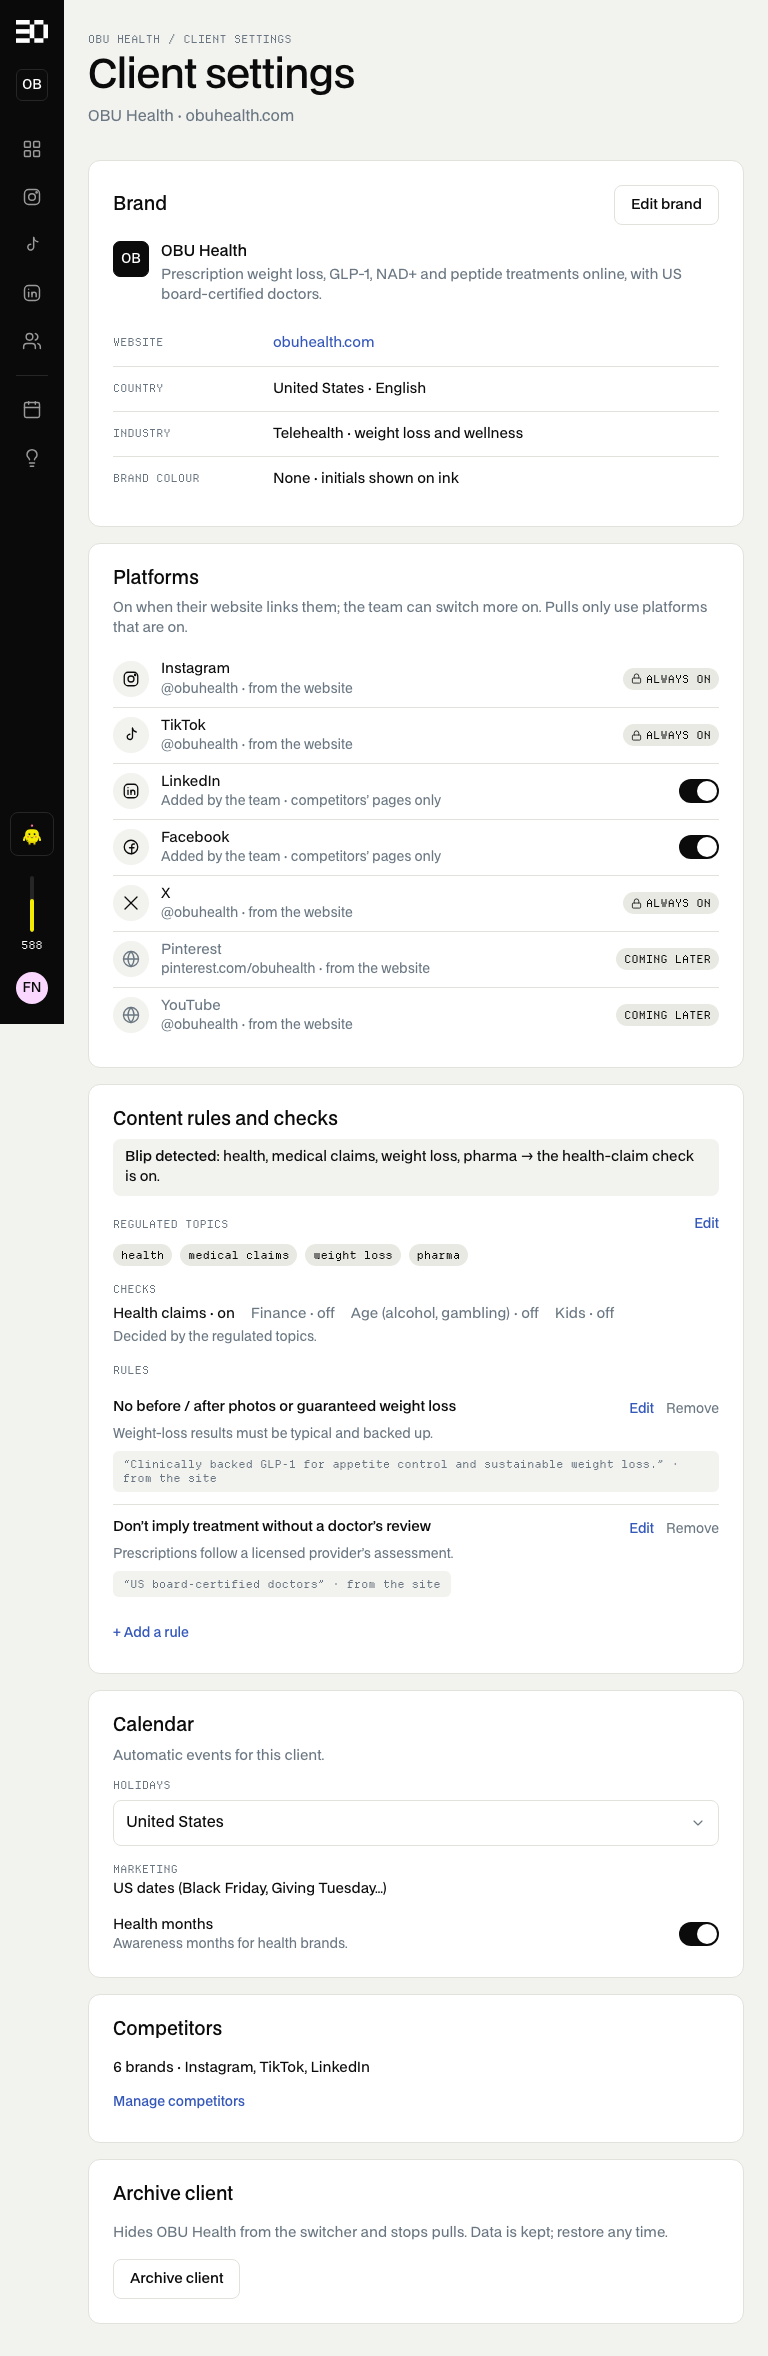 OB
588
FN
OBU HEALTH / CLIENT SETTINGS
Client settings
OBU Health · obuhealth.com
Brand
Edit brand
OB
OBU Health
Prescription weight loss, GLP-1, NAD+ and peptide treatments online, with US
board-certified doctors.
WEBSITE
obuhealth.com
COUNTRY
United States · English
INDUSTRY
Telehealth · weight loss and wellness
BRAND COLOUR
None · initials shown on ink
Platforms
On when their website links them; the team can switch more on. Pulls only use platforms
that are on.
Instagram
@obuhealth · from the website
ALWAYS ON
TikTok
@obuhealth · from the website
ALWAYS ON
LinkedIn
Added by the team · competitors’ pages only
Facebook
Added by the team · competitors’ pages only
X
@obuhealth · from the website
ALWAYS ON
Pinterest
pinterest.com/obuhealth · from the website
COMING LATER
YouTube
@obuhealth · from the website
COMING LATER
Content rules and checks
Blip detected: health, medical claims, weight loss, pharma → the health-claim check
is on.
REGULATED TOPICS
Edit
health medical claims weight loss pharma
CHECKS
Health claims · on Finance · off Age (alcohol, gambling) · off Kids · off
Decided by the regulated topics.
RULES
No before / after photos or guaranteed weight loss
Edit Remove
Weight-loss results must be typical and backed up.
“Clinically backed GLP-1 for appetite control and sustainable weight loss.” ·
from the site
Don’t imply treatment without a doctor’s review
Edit Remove
Prescriptions follow a licensed provider’s assessment.
“US board-certified doctors” · from the site
+ Add a rule
Calendar
Automatic events for this client.
HOLIDAYS
United States
MARKETING
US dates (Black Friday, Giving Tuesday…)
Health months
Awareness months for health brands.
Competitors
6 brands · Instagram, TikTok, LinkedIn
Manage competitors
Archive client
Hides OBU Health from the switcher and stops pulls. Data is kept; restore any time.
Archive client